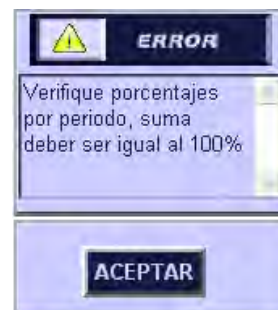 ERROR
Verifique porcentajes
por periodo, suma
deber ser igual al 100%
ACEPTAR